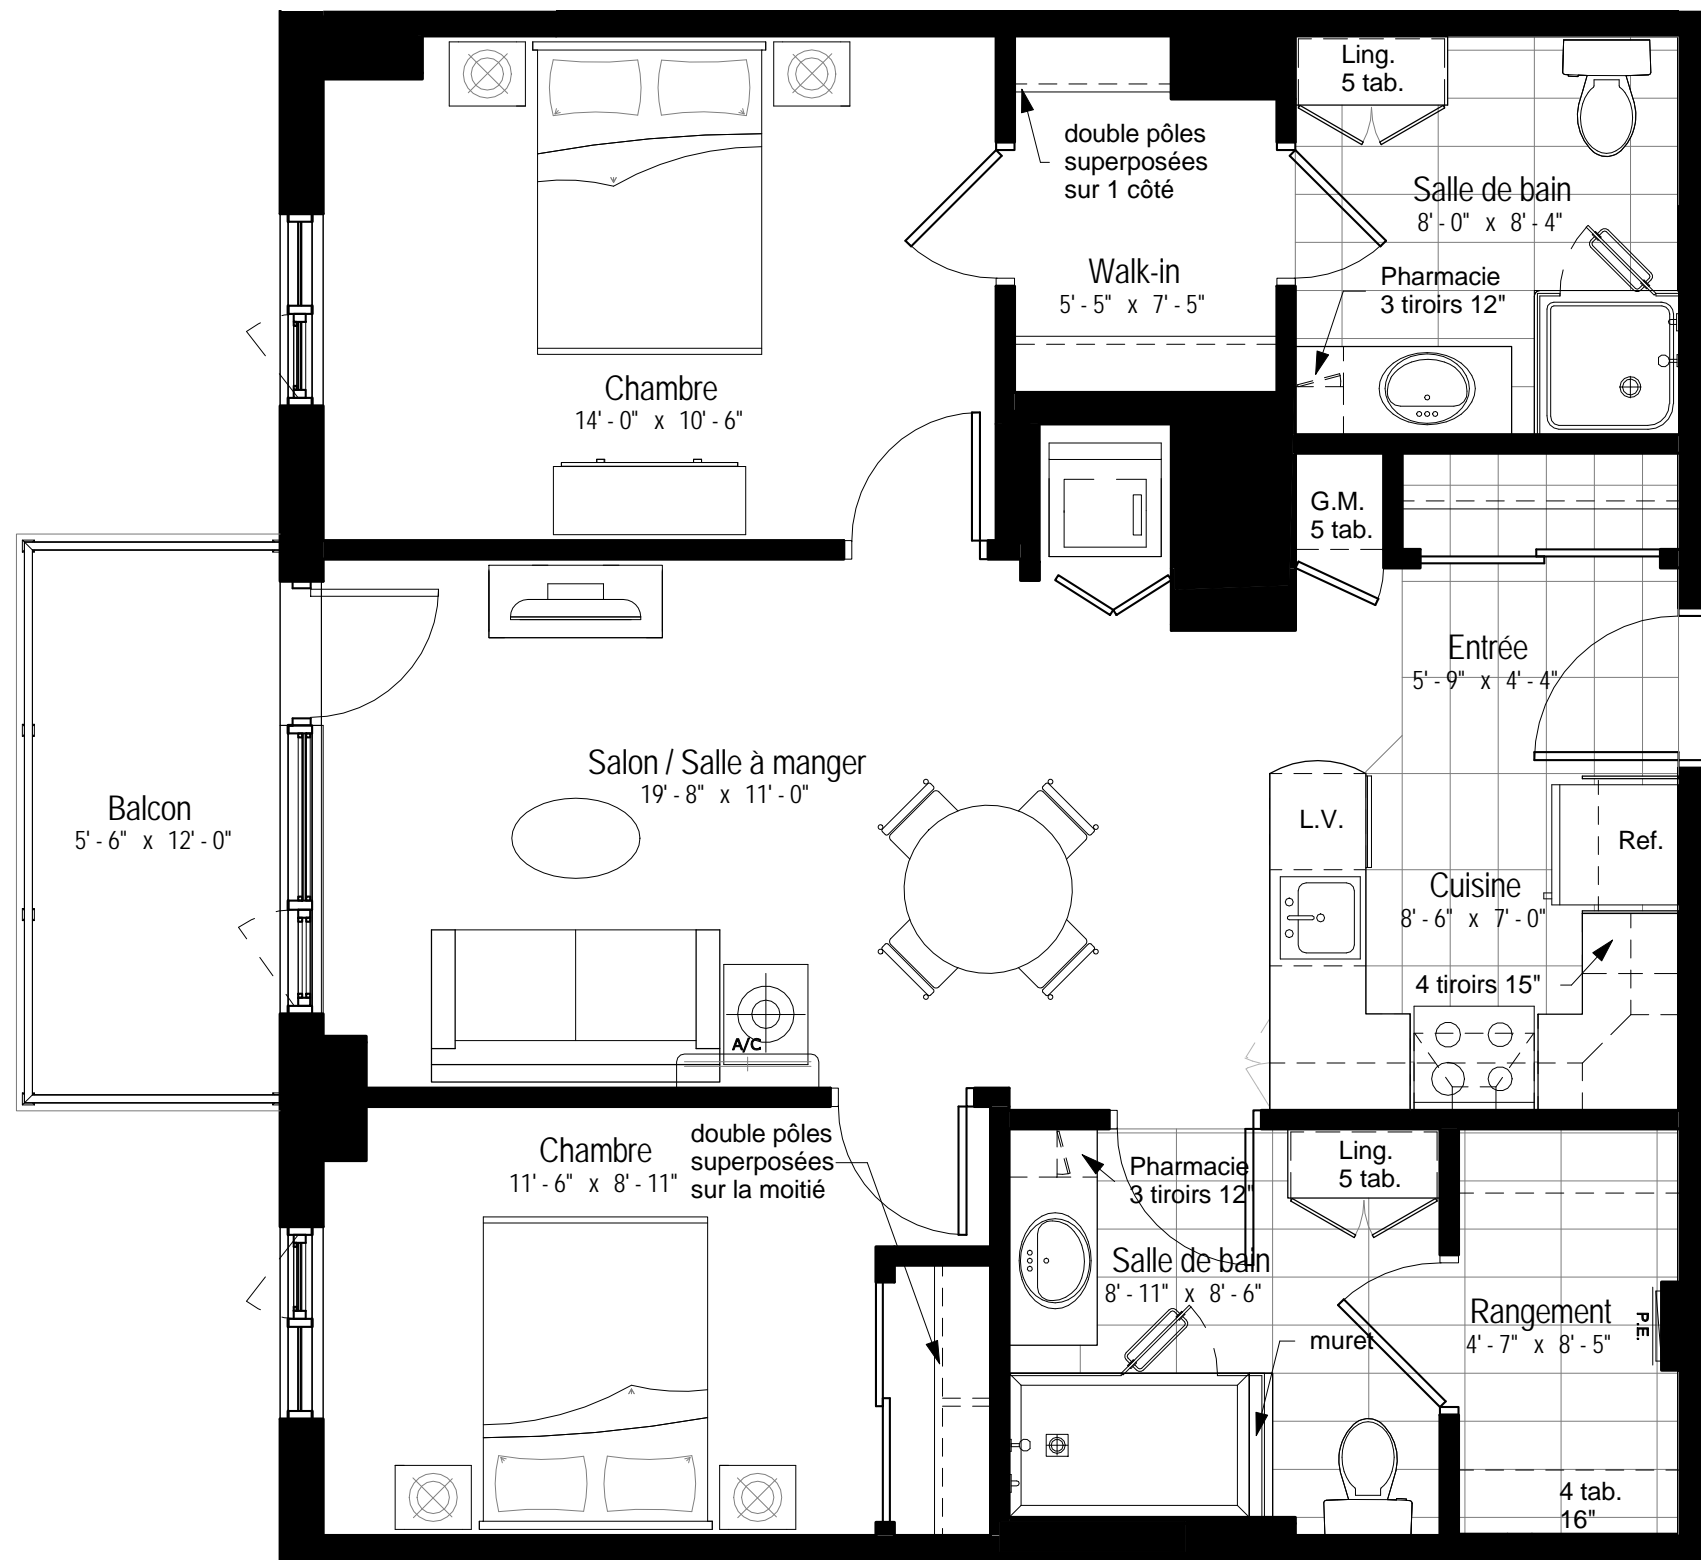 Ling.
5 tab.
double pôles
superposées
sur 1 côté
Salle de bain
8' - 0" x 8' - 4"
Walk-in
5' - 5" x 7' - 5"
Pharmacie
3 tiroirs 12"
Chambre
14' - 0" x 10' - 6"
G.M.
5 tab.
Entrée
5' - 9" x 4' - 4"
Salon / Salle à manger
19' - 8" x 11' - 0"
Balcon
5' - 6" x 12' - 0"
L.V.
Ref.
Cuisine
8' - 6" x 7' - 0"
4 tiroirs 15"
A/C
Chambre
11' - 6" x 8' - 11"
double pôles
superposées
sur la moitié
Pharmacie
3 tiroirs 12"
Ling.
5 tab.
Salle de bain
8' - 11" x 8' - 6"
muret
Rangement
4' - 7" x 8' - 5"
P.E.
4 tab.
16"